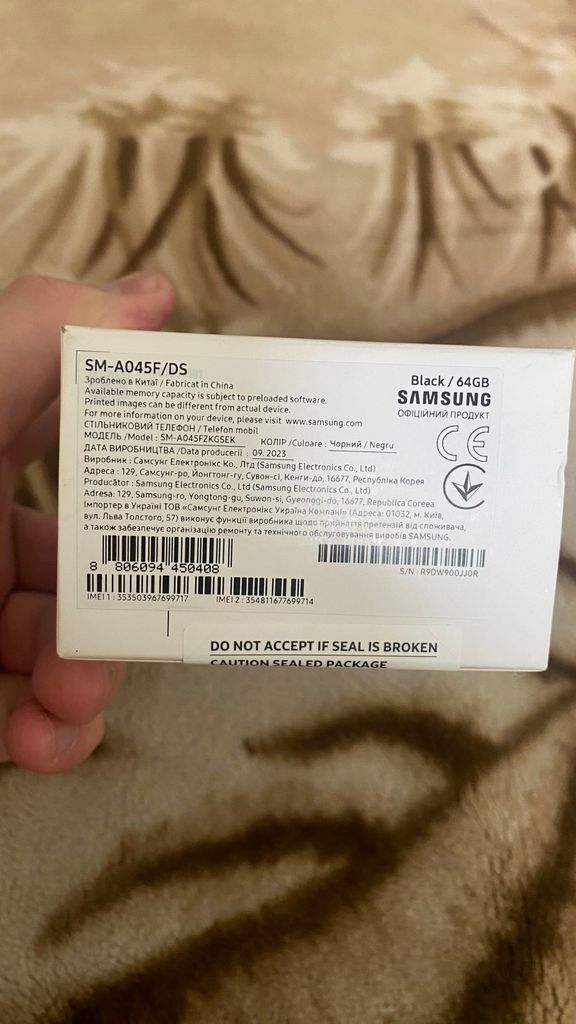 SM-A045F/DS
Зроблено в Китаї / Fabricat in China
Available memory capacity is subject to preloaded software.
Printed images can be different from actual device.
For more information on your device, please visit www.samsung.com
СТІЛЬНИКОВИЙ ТЕЛЕФОН / Telefon mobil
МОДЕЛЬ /Model : SM-A045FZKGSEK КОЛІР /Culoare : Чорний / Negru
ДАТА ВИРОБНИЦТВА /Data producerii : 09.2023
Виробник : Самсунг Електронікс Ко., Лтд (Samsung Electronics Co., Ltd)
Адреса : 129, Самсунг-ро, Йонгтонг-гу, Сувон-сі, Кенги-до, 16677, Республіка Корея
Producător : Samsung Electronics Co., Ltd (Samsung Electronics Co., Ltd)
Adresa: 129, Samsung-ro, Yongtong-gu, Suwon-si, Gyeonggi-do, 16677, Republica Coreea
Імпортер в Україні ТОВ «Самсунг Електронікс Україна Компані» (Адреса: 01032, м. Київ,
вул. Льва Толстого, 57) виконує функції виробника щодо прийняття претензій від споживача,
а також забезпечує організацію ремонту та технічного обслуговування виробів SAMSUNG.
Black / 64GB
SAMSUNG
ОФІЦІЙНИЙ ПРОДУКТ
CE
8 806094 450408
S/N : R9DW900JJ0R
IMEI 1 : 353503967699717 IMEI 2 : 354811677699714
DO NOT ACCEPT IF SEAL IS BROKEN
CAUTION SEALED PACKAGE